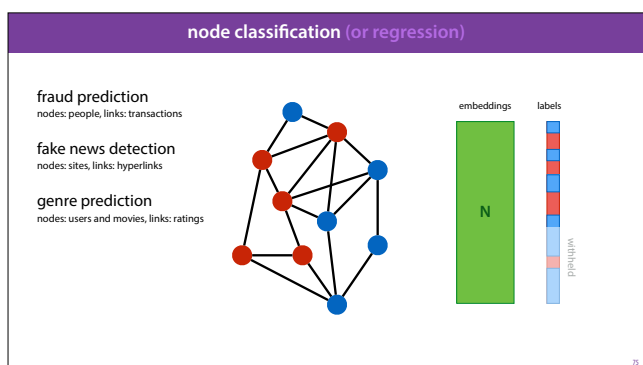 node classification (or regression)
fraud prediction
nodes: people, links: transactions
fake news detection
nodes: sites, links: hyperlinks
genre prediction
nodes: users and movies, links: ratings
embeddings
labels
N
withheld
75